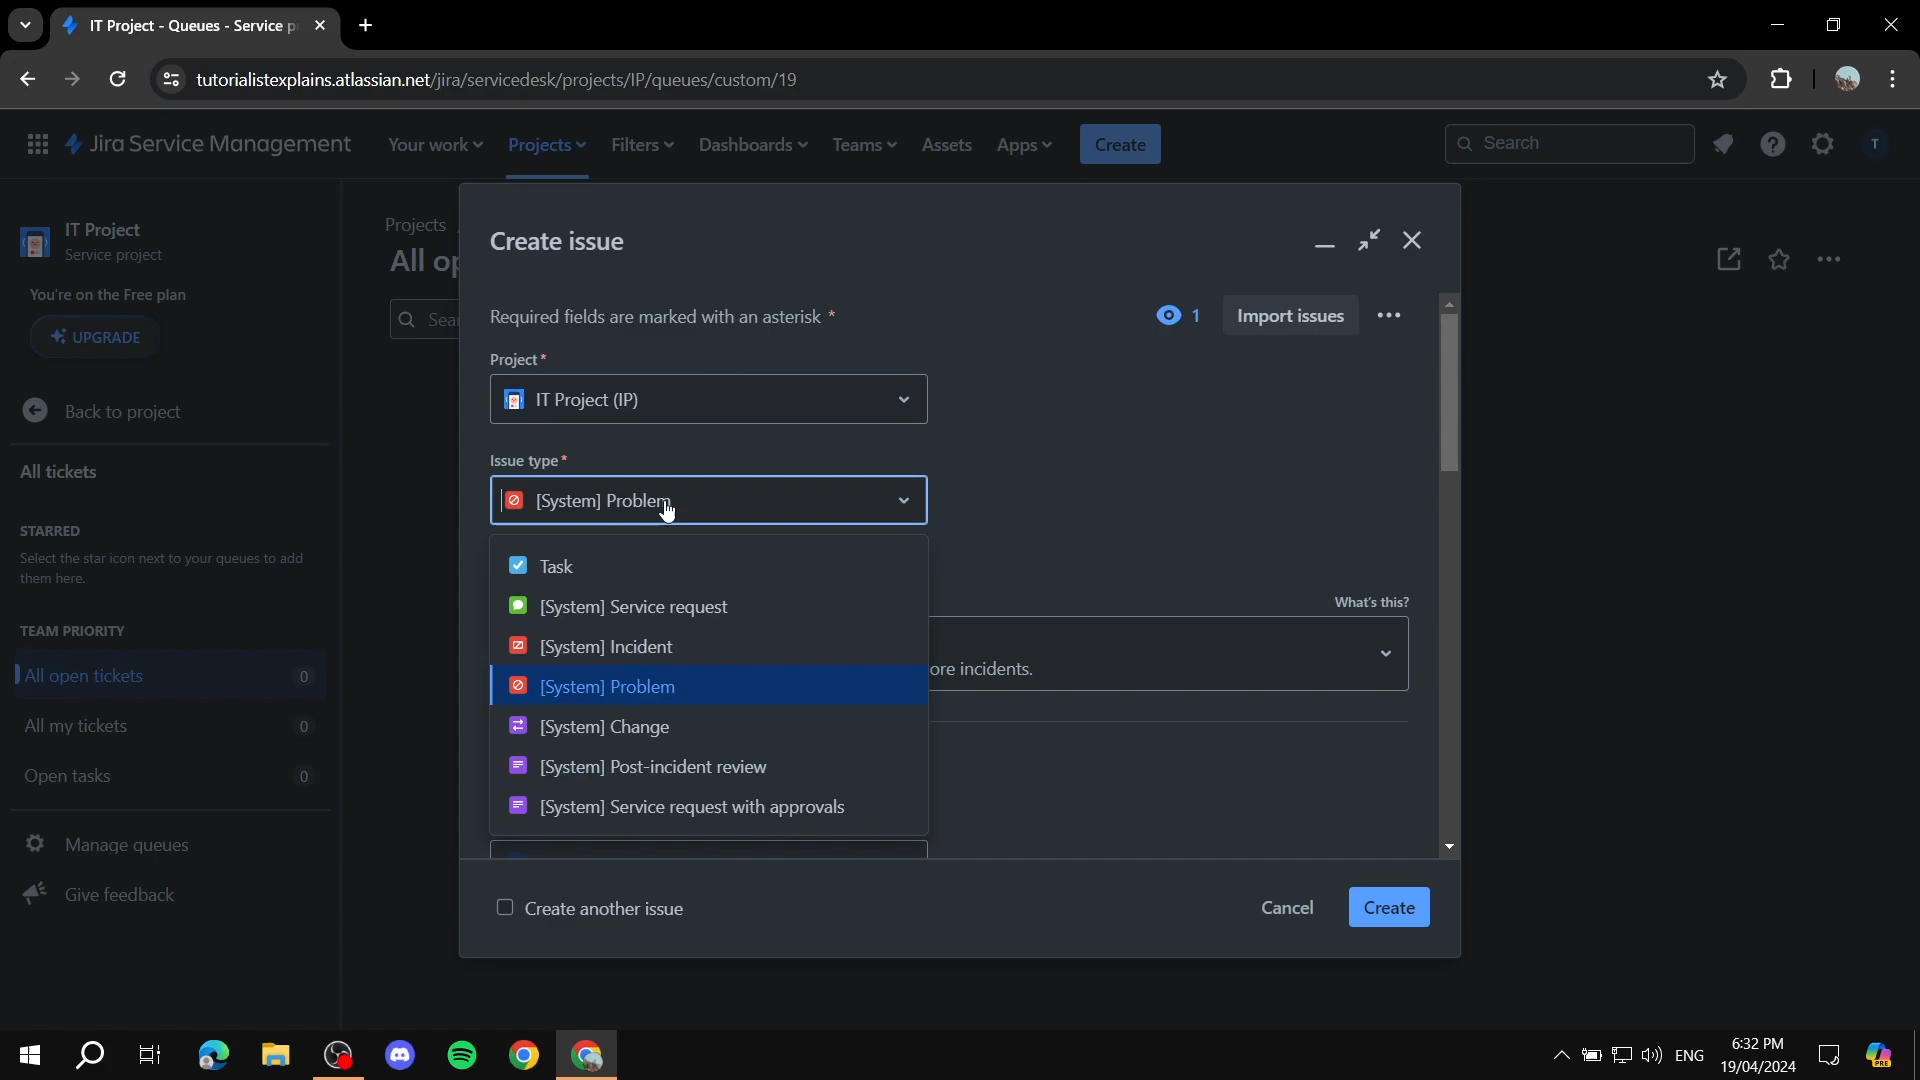 IT Project - Queues - Service p
tutorialistexplains.atlassian.net/jira/servicedesk/projects/IP/queues/custom/19
Jira Service Management
Your work
Projects
Filters
Dashboards
Teams
Assets
Apps
Create
Search
T
IT Project
Service project
You're on the Free plan
UPGRADE
Back to project
All tickets
STARRED
Select the star icon next to your queues to add
them here.
TEAM PRIORITY
All open tickets 0
All my tickets 0
Open tasks 0
Manage queues
Give feedback
Projects
All op
Sear
Create issue
Required fields are marked with an asterisk *
1
Import issues
Project *
IT Project (IP)
Issue type *
[System] Problem
Task
[System] Service request
[System] Incident
[System] Problem
[System] Change
[System] Post-incident review
[System] Service request with approvals
What's this?
ore incidents.
Create another issue
Cancel
Create
ENG
6:32 PM
19/04/2024
PRE